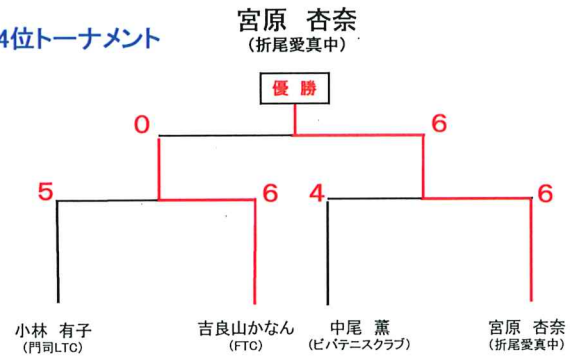 宮原 杏奈
(折尾愛真中)
4位トーナメント
優勝
0 6
5 6 4 6
小林 有子 吉良山かなん 中尾 薫 宮原 杏奈
(門司LTC) (FTC) (ビバテニスクラブ) (折尾愛真中)